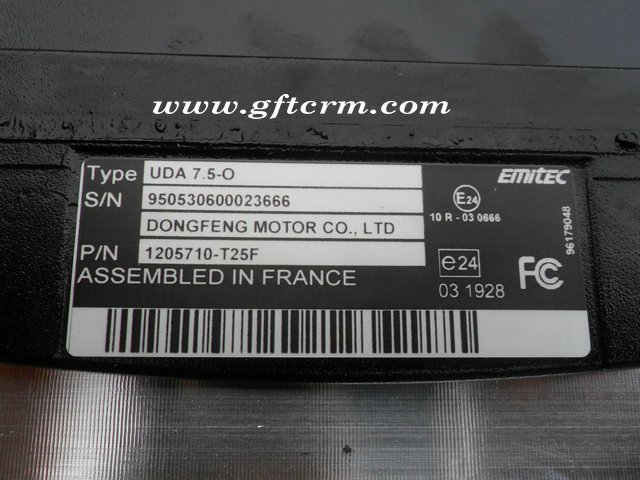 www.gftcrm.com
Type UDA 7.5-O
EMITEC
S/N 950530600023666
E24
10 R - 03 0666
DONGFENG MOTOR CO., LTD
P/N 1205710-T25F
ASSEMBLED IN FRANCE
e24
03 1928
FC
96179048